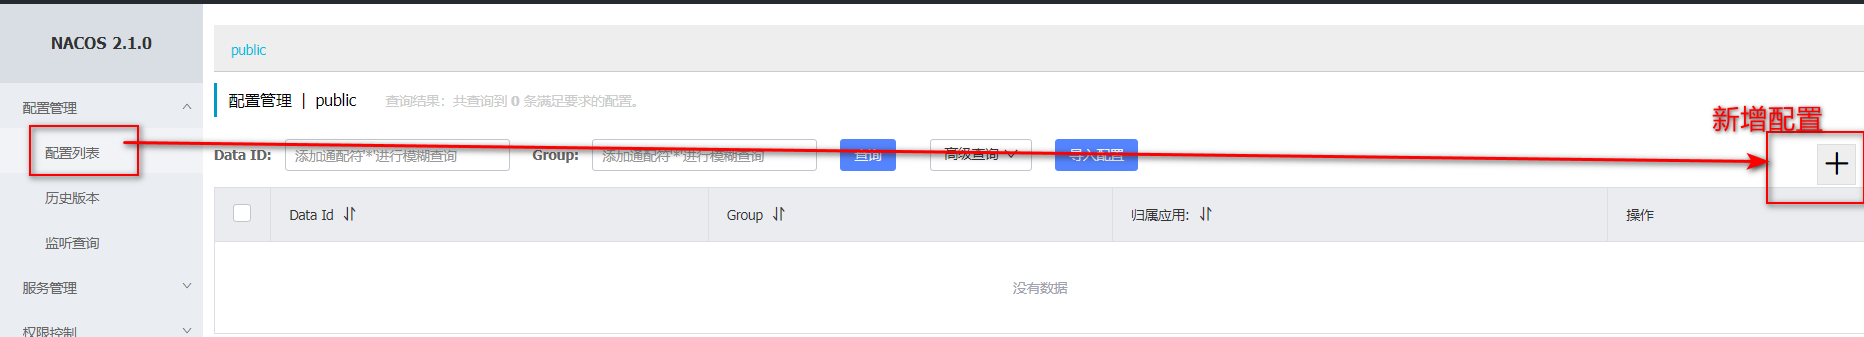 NACOS 2.1.0
public
配置管理
配置管理 | public 查询结果：共查询到 0 条满足要求的配置。
新增配置
配置列表
Data ID: 添加通配符'*'进行模糊查询 Group: 添加通配符'*'进行模糊查询 查询 高级查询 导入配置
历史版本
Data Id Group 归属应用: 操作
监听查询
服务管理
没有数据
权限控制